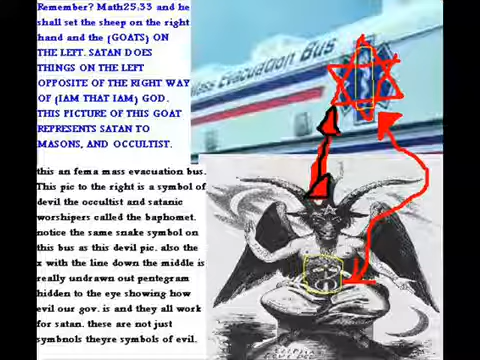 Remember? Math25:33 and he
shall set the sheep on the right
hand and the (GOATS) ON
THE LEFT. SATAN DOES
THINGS ON THE LEFT
OPPOSITE OF THE RIGHT WAY
OF (IAM THAT IAM) GOD.
THIS PICTURE OF THIS GOAT
REPRESENTS SATAN TO
MASONS, AND OCCULTIST.
Mass Evacuation Bus
this an fema mass evacuation bus.
This pic to the right is a symbol of
devil the occultist and satanic
worshipers called the baphomet.
notice the same snake symbol on
this bus as this devil pic. also the
x with the line down the middle is
really undrawn out pentegram
hidden to the eye showing how
evil our gov. is and they all work
for satan. these are not just
symbnols theyre symbols of evil.